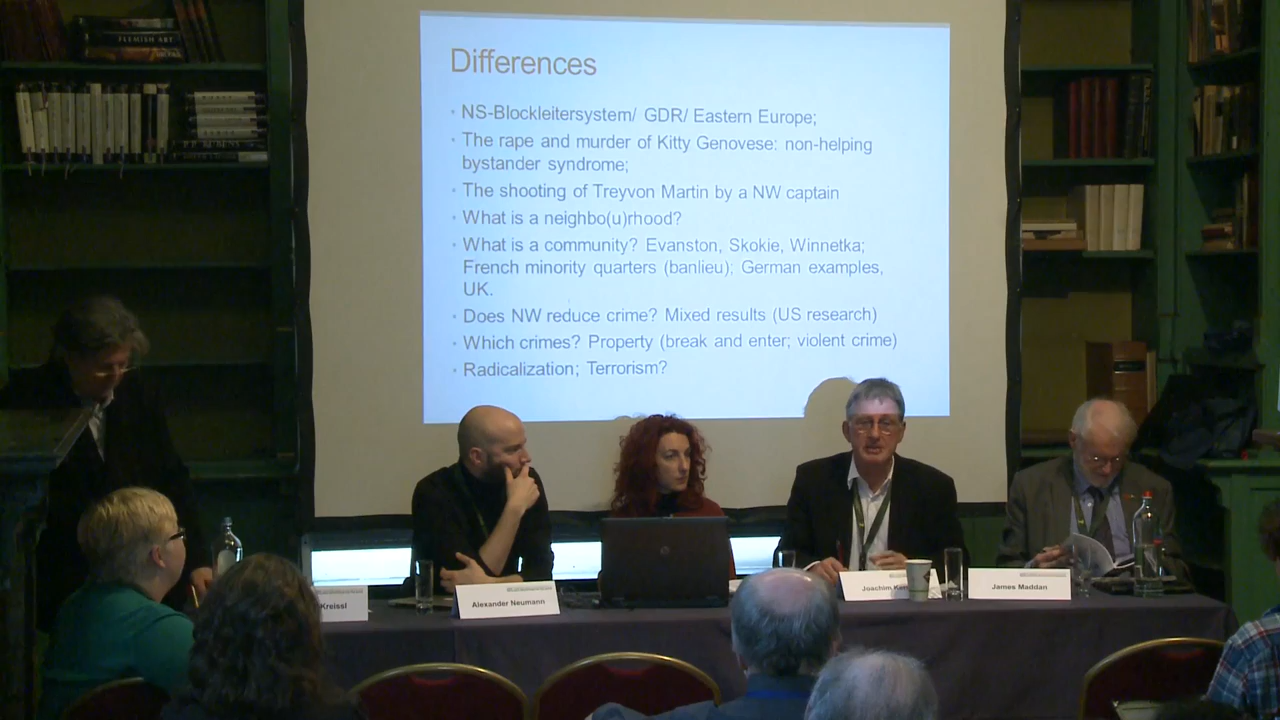 FLEMISH ART
Differences
• NS-Blockleitersystem/ GDR/ Eastern Europe;
• The rape and murder of Kitty Genovese: non-helping
bystander syndrome;
• The shooting of Treyvon Martin by a NW captain
• What is a neighbo(u)rhood?
• What is a community? Evanston, Skokie, Winnetka;
French minority quarters (banlieu); German examples,
UK.
• Does NW reduce crime? Mixed results (US research)
• Which crimes? Property (break and enter; violent crime)
• Radicalization; Terrorism?
Kreissl
Alexander Neumann
Joachim
James Maddan